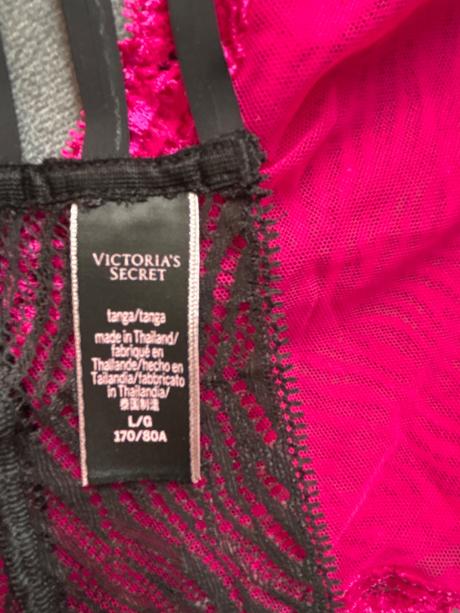 VICTORIA'S
SECRET
tanga/tanga
made in Thailand/
fabriqué en
Thaïlande/hecho en
Tailandia/fabbricato
in Thailandia/
泰国制造
L/G
170/80A